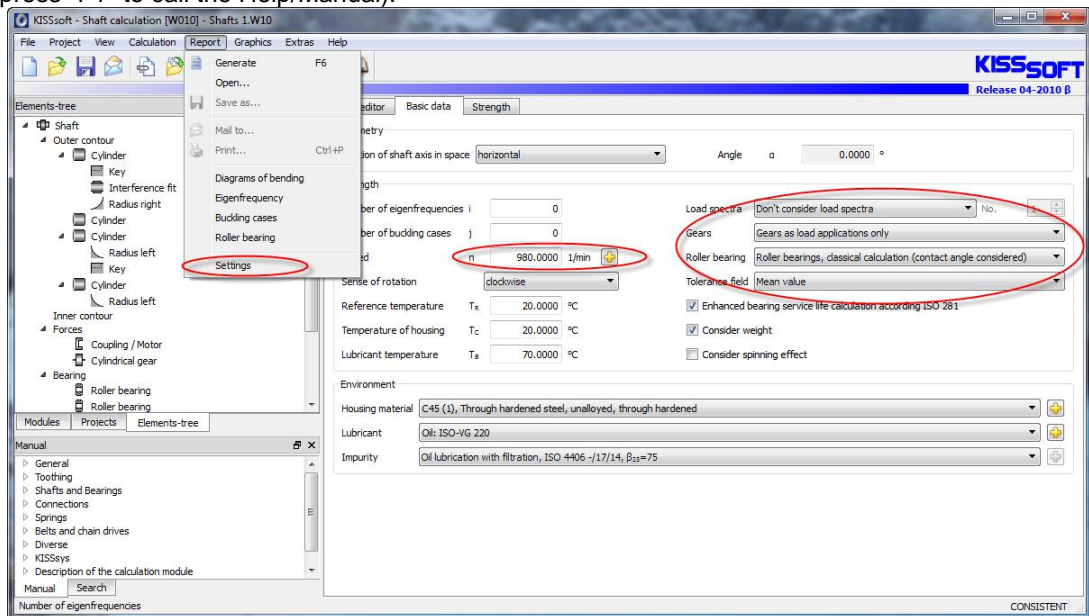 press "F1" to call the Help/Manual).
KISSsoft - Shaft calculation [W010] - Shafts 1.W10
File Project View Calculation Report Graphics Extras Help
KISSSOFT
Release 04-2010 β
Generate F6
Open...
Save as...
Mail to...
Print... Ctrl+P
Diagrams of bending
Eigenfrequency
Buckling cases
Roller bearing
Settings
Elements-tree
Shaft
Outer contour
Cylinder
Key
Interference fit
Radius right
Cylinder
Cylinder
Radius left
Key
Cylinder
Radius left
Inner contour
Forces
Coupling / Motor
Cylindrical gear
Bearing
Roller bearing
Roller bearing
Modules Projects Elements-tree
Manual
General
Toothing
Shafts and Bearings
Connections
Springs
Belts and chain drives
Diverse
KISSsys
Description of the calculation module
Manual Search
editor Basic data Strength
metry
tion of shaft axis in space horizontal Angle α 0.0000 °
ngth
ber of eigenfrequencies i 0 Load spectra Don't consider load spectra No. 1
ber of buckling cases j 0 Gears Gears as load applications only
n 980.0000 1/min Roller bearing Roller bearings, classical calculation (contact angle considered)
Sense of rotation clockwise Tolerance field Mean value
Reference temperature TR 20.0000 °C Enhanced bearing service life calculation according ISO 281
Temperature of housing TC 20.0000 °C Consider weight
Lubricant temperature TB 70.0000 °C Consider spinning effect
Environment
Housing material C45 (1), Through hardened steel, unalloyed, through hardened
Lubricant Oil: ISO-VG 220
Impurity Oil lubrication with filtration, ISO 4406 -/17/14, β25=75
Number of eigenfrequencies CONSISTENT